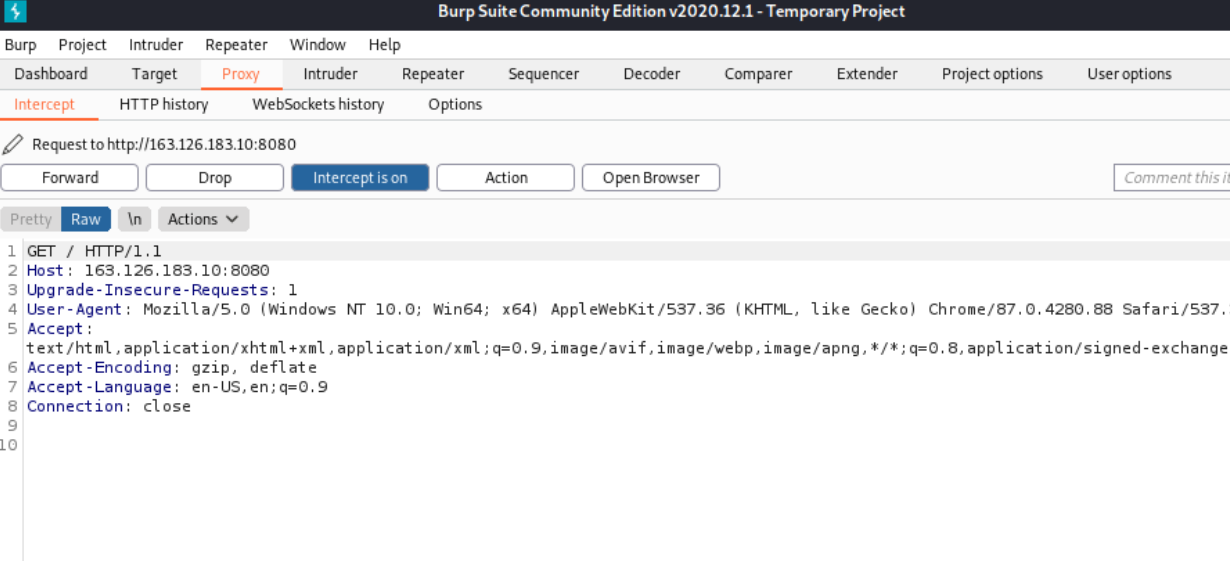 Burp Suite Community Edition v2020.12.1 - Temporary Project
Burp Project Intruder Repeater Window Help
Dashboard Target Proxy Intruder Repeater Sequencer Decoder Comparer Extender Project options User options
Intercept HTTP history WebSockets history Options
Request to http://163.126.183.10:8080
Forward Drop Intercept is on Action Open Browser Comment this it
Pretty Raw \n Actions
1 GET / HTTP/1.1
2 Host: 163.126.183.10:8080
3 Upgrade-Insecure-Requests: 1
4 User-Agent: Mozilla/5.0 (Windows NT 10.0; Win64; x64) AppleWebKit/537.36 (KHTML, like Gecko) Chrome/87.0.4280.88 Safari/537.
5 Accept:
text/html,application/xhtml+xml,application/xml;q=0.9,image/avif,image/webp,image/apng,*/*;q=0.8,application/signed-exchange
6 Accept-Encoding: gzip, deflate
7 Accept-Language: en-US,en;q=0.9
8 Connection: close
9
10